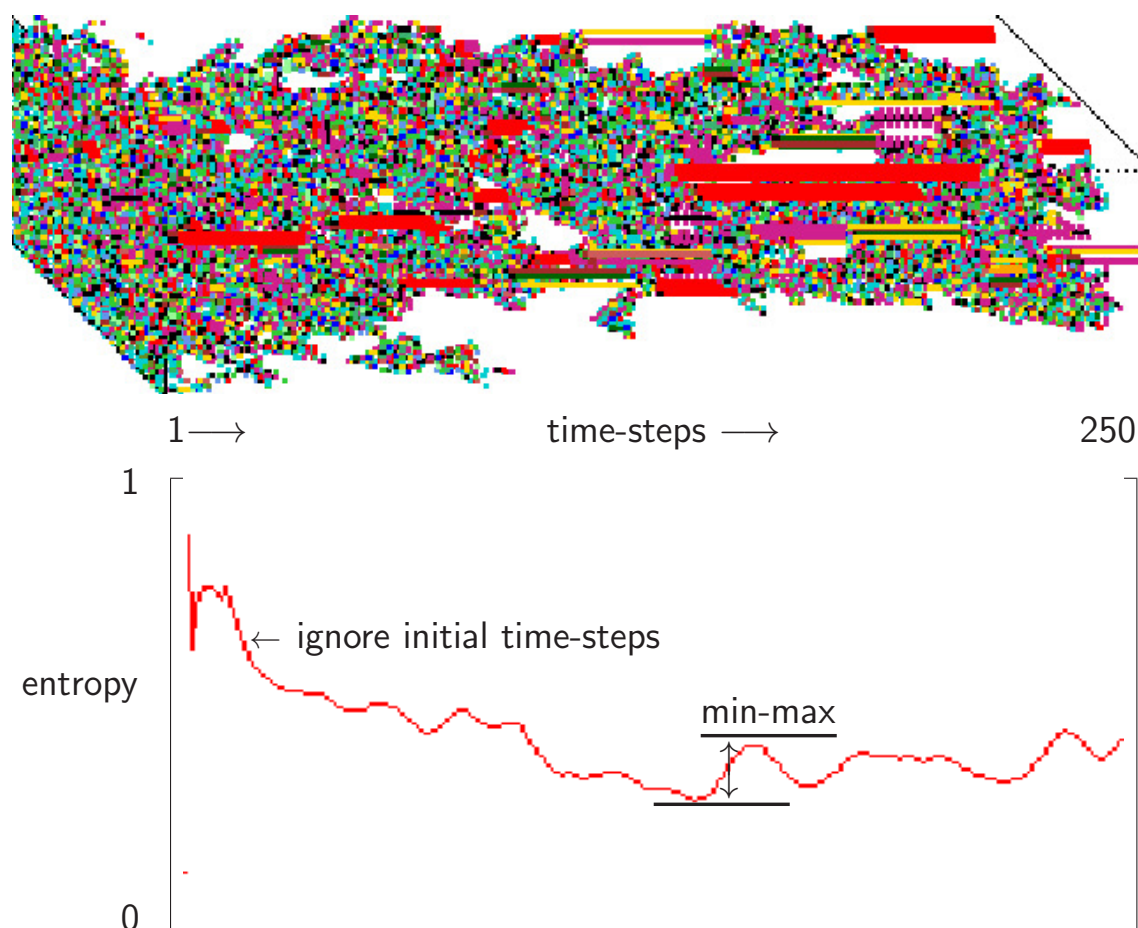 1⟶ time-steps ⟶ 250
1
← ignore initial time-steps
entropy
min-max
0